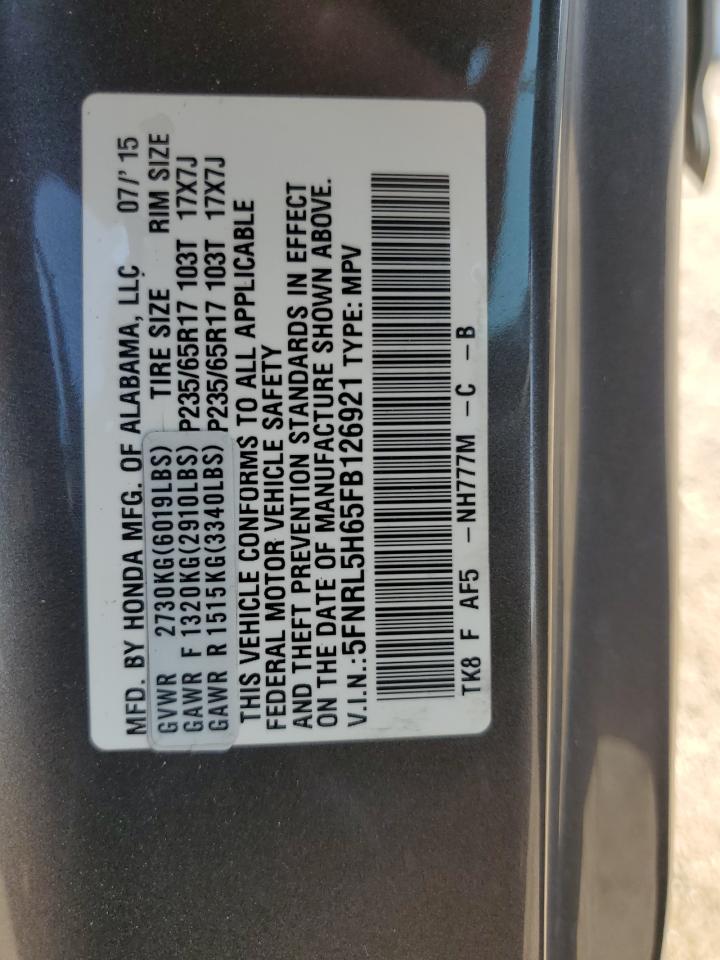 MFD. BY HONDA MFG. OF ALABAMA, LLC 07/'15
GVWR 2730KG(6019LBS) TIRE SIZE RIM SIZE
GAWR F 1320KG(2910LBS) P235/65R17 103T 17X7J
GAWR R 1515KG(3340LBS) P235/65R17 103T 17X7J
THIS VEHICLE CONFORMS TO ALL APPLICABLE
FEDERAL MOTOR VEHICLE SAFETY
AND THEFT PREVENTION STANDARDS IN EFFECT
ON THE DATE OF MANUFACTURE SHOWN ABOVE.
V.I.N.:5FNRL5H65FB126921 TYPE: MPV
TK8 F AF5 -NH777M -C -B